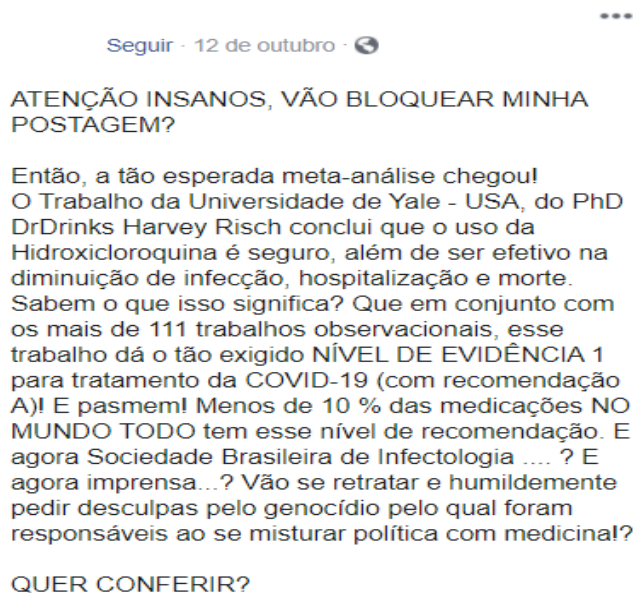 Seguir · 12 de outubro ·
ATENÇÃO INSANOS, VÃO BLOQUEAR MINHA
POSTAGEM?
Então, a tão esperada meta-análise chegou!
O Trabalho da Universidade de Yale - USA, do PhD
DrDrinks Harvey Risch conclui que o uso da
Hidroxicloroquina é seguro, além de ser efetivo na
diminuição de infecção, hospitalização e morte.
Sabem o que isso significa? Que em conjunto com
os mais de 111 trabalhos observacionais, esse
trabalho dá o tão exigido NÍVEL DE EVIDÊNCIA 1
para tratamento da COVID-19 (com recomendação
A)! E pasmem! Menos de 10 % das medicações NO
MUNDO TODO tem esse nível de recomendação. E
agora Sociedade Brasileira de Infectologia .... ? E
agora imprensa...? Vão se retratar e humildemente
pedir desculpas pelo genocídio pelo qual foram
responsáveis ao se misturar política com medicina!?
QUER CONFERIR?